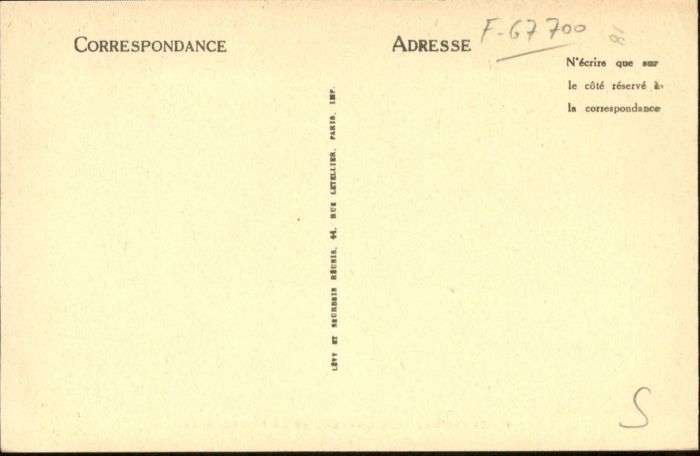 CORRESPONDANCE
ADRESSE
F-67700
18
N'écrire que sur
le côté réservé à
la correspondance
LÉVY ET NEURDEIN RÉUNIS, 44, RUE LETELLIER, PARIS, IMP.
S